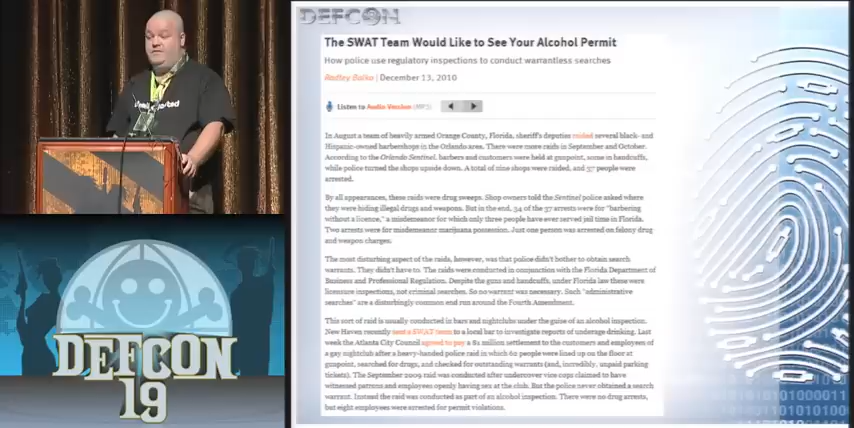 DEFCON
The SWAT Team Would Like to See Your Alcohol Permit
How police use regulatory inspections to conduct warrantless searches
Radley Balko | December 13, 2010
Listen to Audio Version (MP3)
In August a team of heavily armed Orange County, Florida, sheriff's deputies raided several black- and
Hispanic-owned barbershops in the Orlando area. There were more raids in September and October.
According to the Orlando Sentinel, barbers and customers were held at gunpoint, some in handcuffs,
while police turned the shops upside down. A total of nine shops were raided, and 37 people were
arrested.
By all appearances, these raids were drug sweeps. Shop owners told the Sentinel police asked where
they were hiding illegal drugs and weapons. But in the end, 34 of the 37 arrests were for "barbering
without a licence," a misdemeanor for which only three people have ever served jail time in Florida.
Two arrests were for misdemeanor marijuana possession. Just one person was arrested on felony drug
and weapon charges.
The most disturbing aspect of the raids, however, was that police didn't bother to obtain search
warrants. They didn't have to. The raids were conducted in conjunction with the Florida Department of
Business and Professional Regulation. Despite the guns and handcuffs, under Florida law these were
licensure inspections, not criminal searches. So no warrant was necessary. Such "administrative
searches" are a disturbingly common end run around the Fourth Amendment.
This sort of raid is usually conducted in bars and nightclubs under the guise of an alcohol inspection.
New Haven recently sent a SWAT team to a local bar to investigate reports of underage drinking. Last
week the Atlanta City Council agreed to pay a $1 million settlement to the customers and employees of
a gay nightclub after a heavy-handed police raid in which 62 people were lined up on the floor at
gunpoint, searched for drugs, and checked for outstanding warrants (and, incredibly, unpaid parking
tickets). The September 2009 raid was conducted after undercover vice cops claimed to have
witnessed patrons and employees openly having sex at the club. But the police never obtained a search
warrant. Instead the raid was conducted as part of an alcohol inspection. There were no drug arrests,
but eight employees were arrested for permit violations.
DEFCON
19